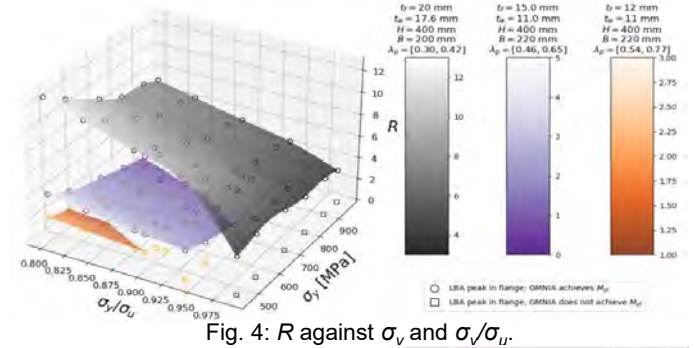 t_f = 20 mm
t_w = 17.6 mm
H = 400 mm
B = 200 mm
λ_p = [0.30, 0.42]
t_f = 15.0 mm
t_w = 11.0 mm
H = 400 mm
B = 220 mm
λ_p = [0.46, 0.65]
t_f = 12 mm
t_w = 11 mm
H = 400 mm
B = 220 mm
λ_p = [0.54, 0.77]
12
10
8
6
4
2
0
R
0.800
0.825
0.850
0.875
0.900
0.925
0.950
0.975
σ_y/σ_u
500
600
700
800
900
σ_y [MPa]
12
10
8
6
4
5
4
3
2
1
0
3.00
2.75
2.50
2.25
2.00
1.75
1.50
1.25
1.00
LBA peak in flange; GMNIA achieves M_pl
LBA peak in flange; GMNIA does not achieve M_pl
Fig. 4: R against σ_y and σ_y/σ_u.